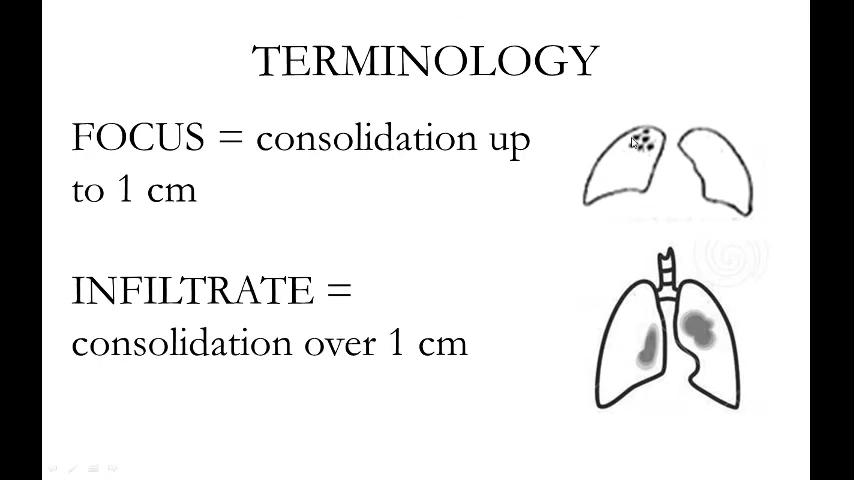 TERMINOLOGY
FOCUS = consolidation up
to 1 cm
INFILTRATE =
consolidation over 1 cm